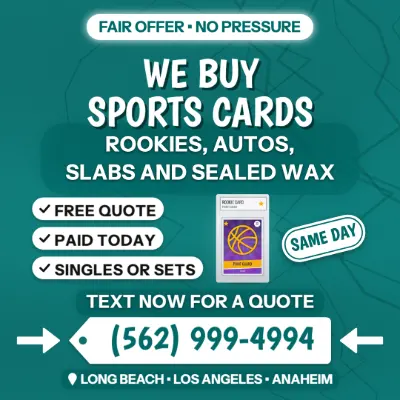 FAIR OFFER • NO PRESSURE
WE BUY
SPORTS CARDS
ROOKIES, AUTOS,
SLABS AND SEALED WAX
✓ FREE QUOTE
✓ PAID TODAY
✓ SINGLES OR SETS
SAME DAY
TEXT NOW FOR A QUOTE
(562) 999-4994
LONG BEACH • LOS ANGELES • ANAHEIM